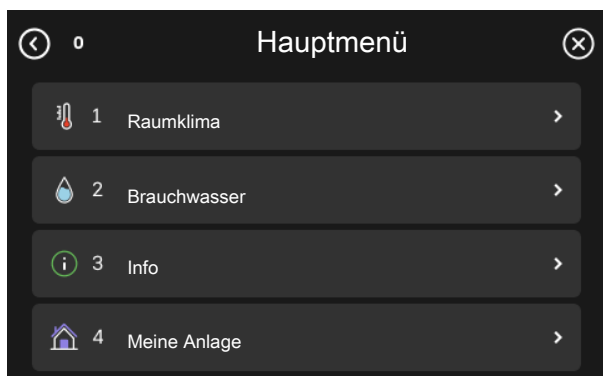 0 Hauptmenü
1 Raumklima
2 Brauchwasser
3 Info
4 Meine Anlage